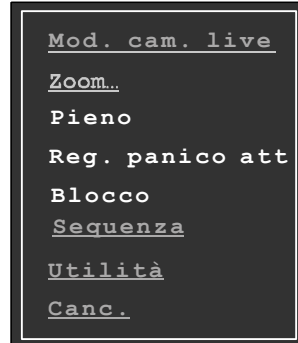 Mod. cam. live
Zoom…
Pieno
Reg. panico att
Blocco
Sequenza
Utilità
Canc.